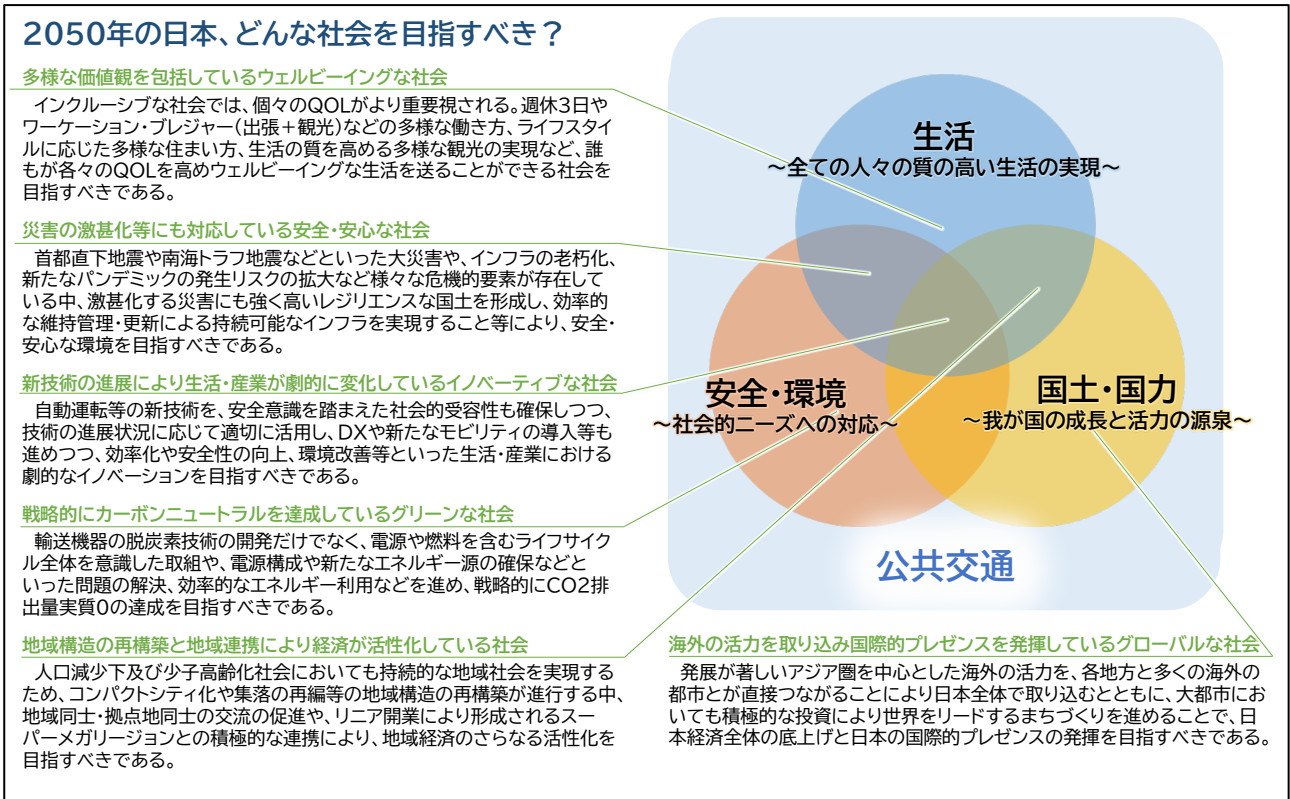 2050年の日本、どんな社会を目指すべき？
多様な価値観を包括しているウェルビーイングな社会
インクルーシブな社会では、個々のQOLがより重要視される。週休3日や
ワーケーション・ブレジャー(出張+観光)などの多様な働き方、ライフスタイ
ルに応じた多様な住まい方、生活の質を高める多様な観光の実現など、誰
もが各々のQOLを高めウェルビーイングな生活を送ることができる社会を
目指すべきである。
災害の激甚化等にも対応している安全・安心な社会
首都直下地震や南海トラフ地震などといった大災害や、インフラの老朽化、
新たなパンデミックの発生リスクの拡大など様々な危機的要素が存在して
いる中、激甚化する災害にも強く高いレジリエンスな国土を形成し、効率的
な維持管理・更新による持続可能なインフラを実現すること等により、安全・
安心な環境を目指すべきである。
新技術の進展により生活・産業が劇的に変化しているイノベーティブな社会
自動運転等の新技術を、安全意識を踏まえた社会的受容性も確保しつつ、
技術の進展状況に応じて適切に活用し、DXや新たなモビリティの導入等も
進めつつ、効率化や安全性の向上、環境改善等といった生活・産業における
劇的なイノベーションを目指すべきである。
戦略的にカーボンニュートラルを達成しているグリーンな社会
輸送機器の脱炭素技術の開発だけでなく、電源や燃料を含むライフサイク
ル全体を意識した取組や、電源構成や新たなエネルギー源の確保などと
いった問題の解決、効率的なエネルギー利用などを進め、戦略的にCO2排
出量実質0の達成を目指すべきである。
地域構造の再構築と地域連携により経済が活性化している社会
人口減少下及び少子高齢化社会においても持続的な地域社会を実現する
ため、コンパクトシティ化や集落の再編等の地域構造の再構築が進行する中、
地域同士・拠点地同士の交流の促進や、リニア開業により形成されるスー
パーメガリージョンとの積極的な連携により、地域経済のさらなる活性化を
目指すべきである。
生活
～全ての人々の質の高い生活の実現～
安全・環境
～社会的ニーズへの対応～
国土・国力
～我が国の成長と活力の源泉～
公共交通
海外の活力を取り込み国際的プレゼンスを発揮しているグローバルな社会
発展が著しいアジア圏を中心とした海外の活力を、各地方と多くの海外の
都市とが直接つながることにより日本全体で取り込むとともに、大都市にお
いても積極的な投資により世界をリードするまちづくりを進めることで、日
本経済全体の底上げと日本の国際的プレゼンスの発揮を目指すべきである。